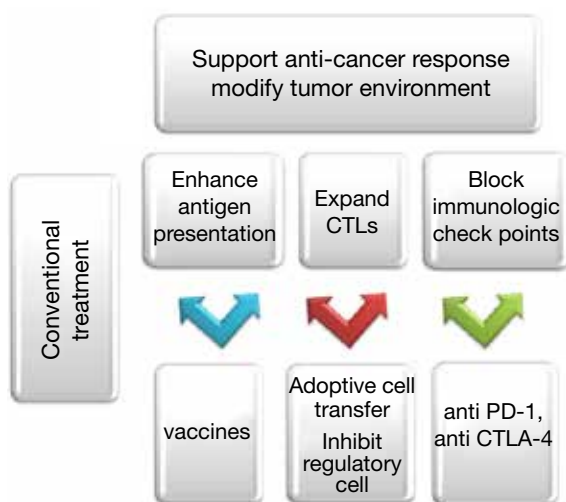 Support anti-cancer response
modify tumor environment
Conventional
treatment
Enhance
antigen
presentation
Expand
CTLs
Block
immunologic
check points
vaccines
Adoptive cell
transfer
Inhibit
regulatory
cell
anti PD-1,
anti CTLA-4